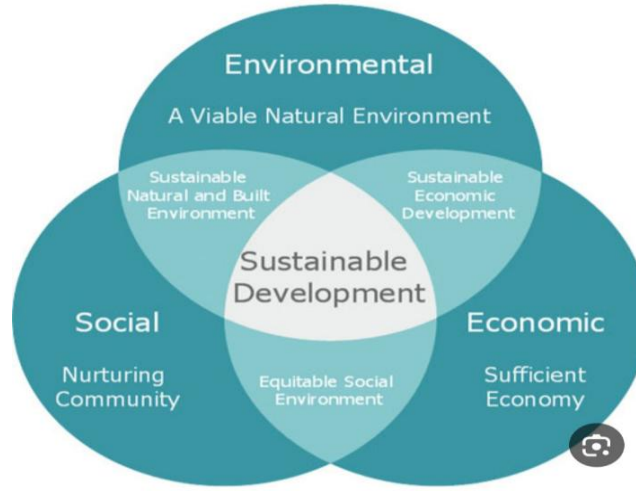 Environmental
A Viable Natural Environment
Sustainable
Natural and Built
Environment
Sustainable
Economic
Development
Sustainable
Development
Social
Nurturing
Community
Equitable Social
Environment
Economic
Sufficient
Economy